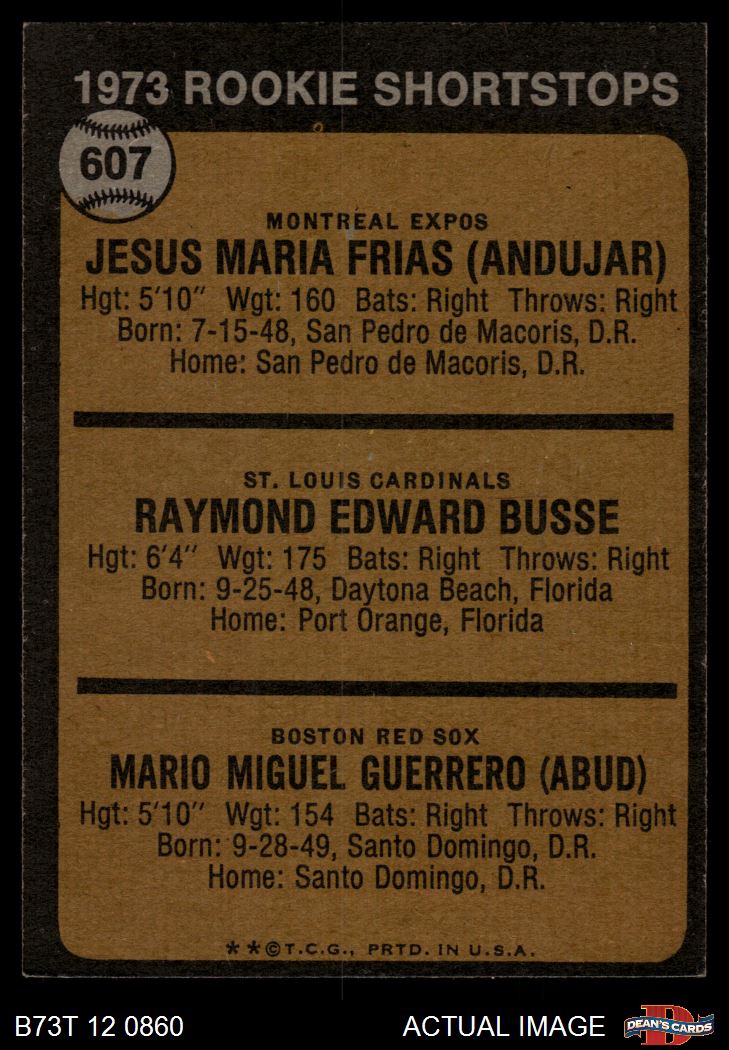 1973 ROOKIE SHORTSTOPS
607
MONTREAL EXPOS
JESUS MARIA FRIAS (ANDUJAR)
Hgt: 5'10" Wgt: 160 Bats: Right Throws: Right
Born: 7-15-48, San Pedro de Macoris, D.R.
Home: San Pedro de Macoris, D.R.
ST. LOUIS CARDINALS
RAYMOND EDWARD BUSSE
Hgt: 6'4" Wgt: 175 Bats: Right Throws: Right
Born: 9-25-48, Daytona Beach, Florida
Home: Port Orange, Florida
BOSTON RED SOX
MARIO MIGUEL GUERRERO (ABUD)
Hgt: 5'10" Wgt: 154 Bats: Right Throws: Right
Born: 9-28-49, Santo Domingo, D.R.
Home: Santo Domingo, D.R.
**©T.C.G., PRTD. IN U.S.A.
B73T 12 0860 ACTUAL IMAGE D DEAN'S CARDS